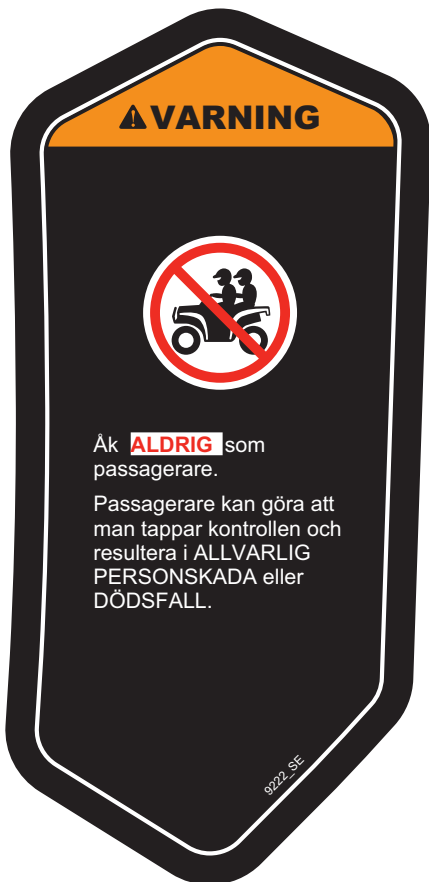 VARNING
Åk ALDRIG som
passagerare.
Passagerare kan göra att
man tappar kontrollen och
resultera i ALLVARLIG
PERSONSKADA eller
DÖDSFALL.
9222_SE